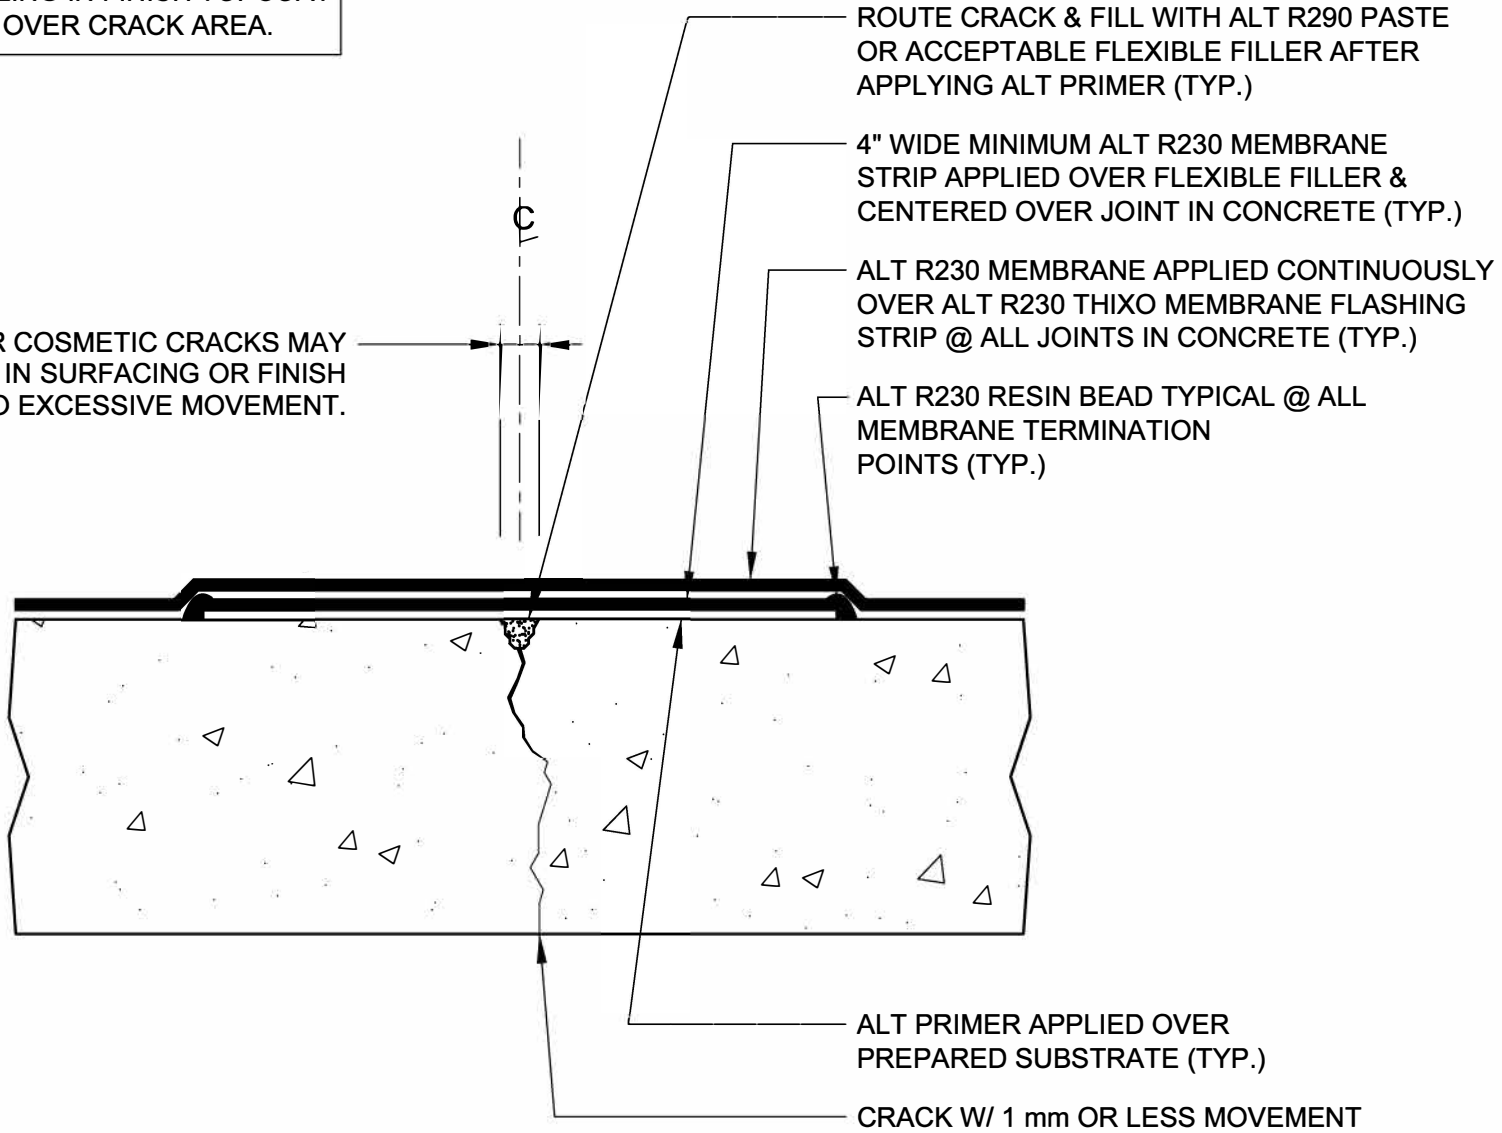 OVER CRACK AREA.
ROUTE CRACK & FILL WITH ALT R290 PASTE
OR ACCEPTABLE FLEXIBLE FILLER AFTER
APPLYING ALT PRIMER (TYP.)
4" WIDE MINIMUM ALT R230 MEMBRANE
STRIP APPLIED OVER FLEXIBLE FILLER &
CENTERED OVER JOINT IN CONCRETE (TYP.)
C
ALT R230 MEMBRANE APPLIED CONTINUOUSLY
OVER ALT R230 THIXO MEMBRANE FLASHING
STRIP @ ALL JOINTS IN CONCRETE (TYP.)
COSMETIC CRACKS MAY
IN SURFACING OR FINISH
EXCESSIVE MOVEMENT.
ALT R230 RESIN BEAD TYPICAL @ ALL
MEMBRANE TERMINATION
POINTS (TYP.)
ALT PRIMER APPLIED OVER
PREPARED SUBSTRATE (TYP.)
CRACK W/ 1 mm OR LESS MOVEMENT